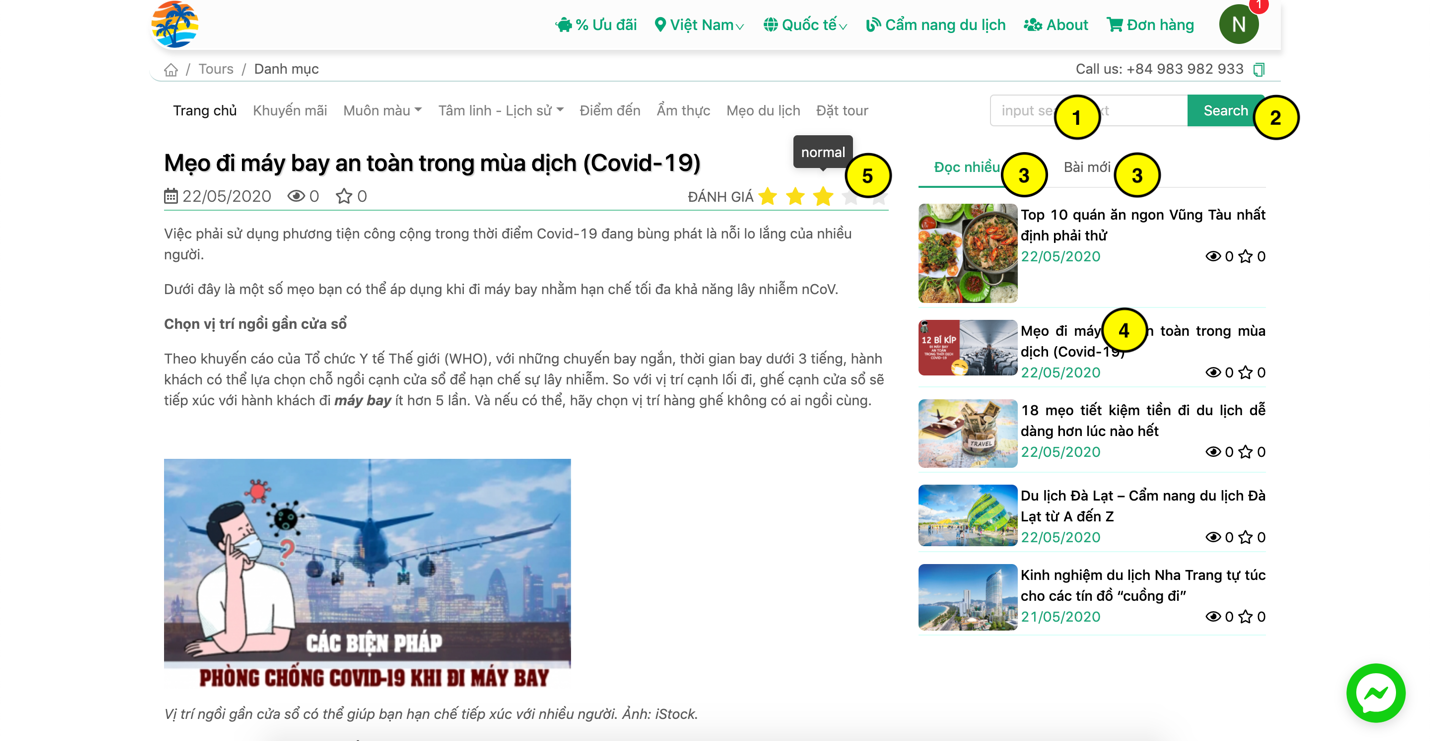 % Ưu đãi Việt Nam Quốc tế Cẩm nang du lịch About Đơn hàng N 1
/ Tours / Danh mục Call us: +84 983 982 933
Trang chủ Khuyến mãi Muôn màu Tâm linh - Lịch sử Điểm đến Ẩm thực Mẹo du lịch Đặt tour
input se 1 t Search 2
Mẹo đi máy bay an toàn trong mùa dịch (Covid-19)
normal
5
22/05/2020 0 0 ĐÁNH GIÁ
Việc phải sử dụng phương tiện công cộng trong thời điểm Covid-19 đang bùng phát là nỗi lo lắng của nhiều
người.
Dưới đây là một số mẹo bạn có thể áp dụng khi đi máy bay nhằm hạn chế tối đa khả năng lây nhiễm nCoV.
Chọn vị trí ngồi gần cửa sổ
Theo khuyến cáo của Tổ chức Y tế Thế giới (WHO), với những chuyến bay ngắn, thời gian bay dưới 3 tiếng, hành
khách có thể lựa chọn chỗ ngồi cạnh cửa sổ để hạn chế sự lây nhiễm. So với vị trí cạnh lối đi, ghế cạnh cửa sổ sẽ
tiếp xúc với hành khách đi máy bay ít hơn 5 lần. Và nếu có thể, hãy chọn vị trí hàng ghế không có ai ngồi cùng.
CÁC BIỆN PHÁP
PHÒNG CHỐNG COVID-19 KHI ĐI MÁY BAY
Vị trí ngồi gần cửa sổ có thể giúp bạn hạn chế tiếp xúc với nhiều người. Ảnh: iStock.
Đọc nhiều 3 Bài mới 3
Top 10 quán ăn ngon Vũng Tàu nhất
định phải thử
22/05/2020 0 0
12 BÍ KÍP
ĐI MÁY BAY
AN TOÀN
TRONG THỜI DỊCH
COVID-19
Mẹo đi máy 4 n toàn trong mùa
dịch (Covid-19)
22/05/2020 0 0
TRAVEL
18 mẹo tiết kiệm tiền đi du lịch dễ
dàng hơn lúc nào hết
22/05/2020 0 0
Du lịch Đà Lạt – Cẩm nang du lịch Đà
Lạt từ A đến Z
22/05/2020 0 0
Kinh nghiệm du lịch Nha Trang tự túc
cho các tín đồ “cuồng đi”
21/05/2020 0 0